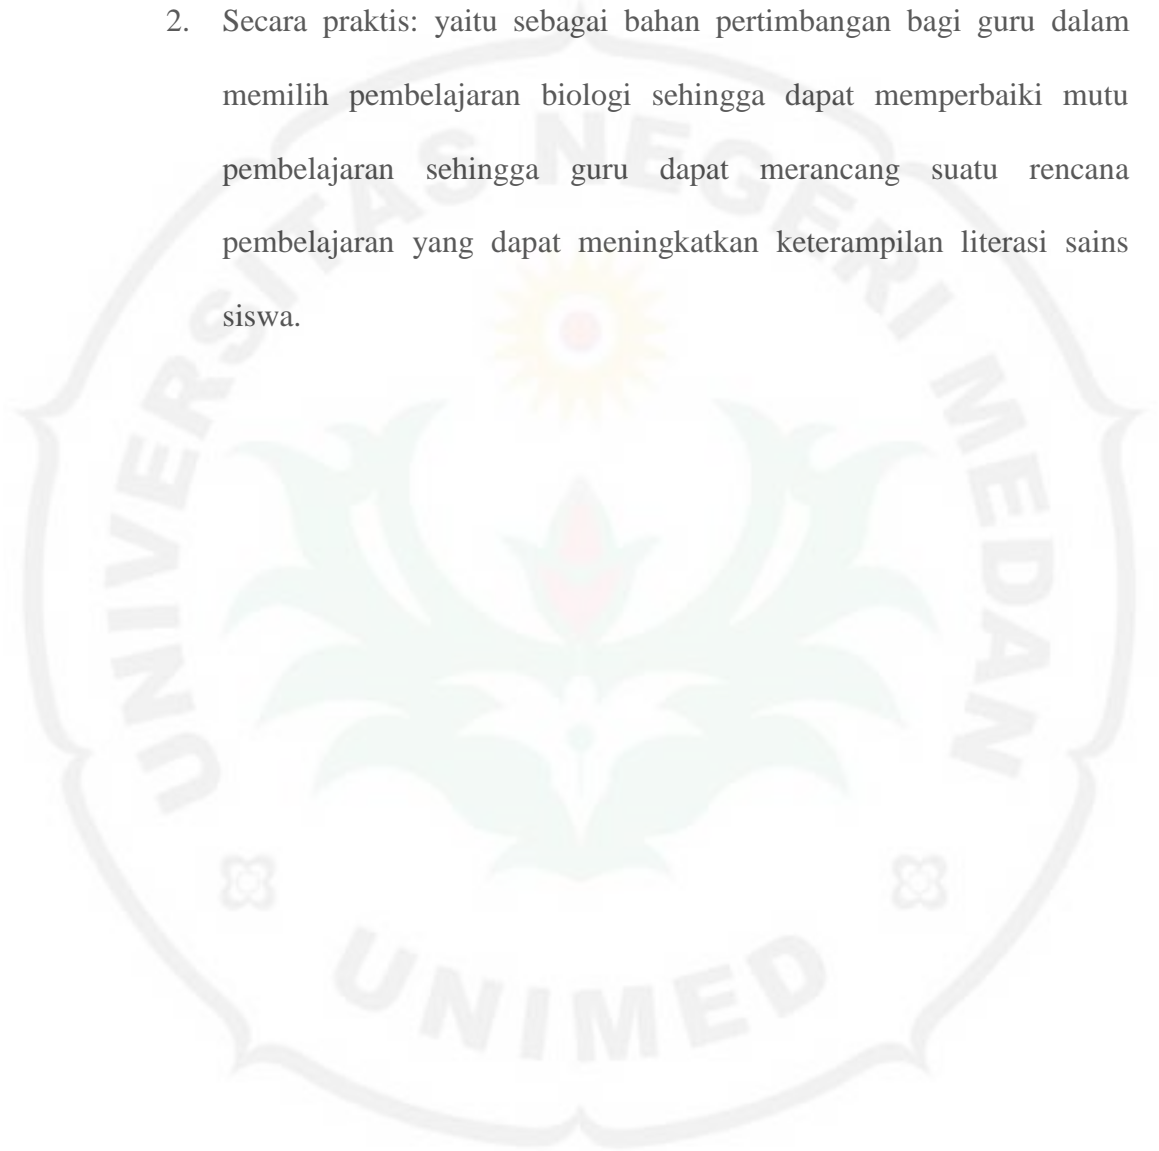 2. Secara praktis: yaitu sebagai bahan pertimbangan bagi guru dalam
memilih pembelajaran biologi sehingga dapat memperbaiki mutu
pembelajaran sehingga guru dapat merancang suatu rencana
pembelajaran yang dapat meningkatkan keterampilan literasi sains
siswa.
UNIVERSITAS NEGERI MEDAN
UNIMED